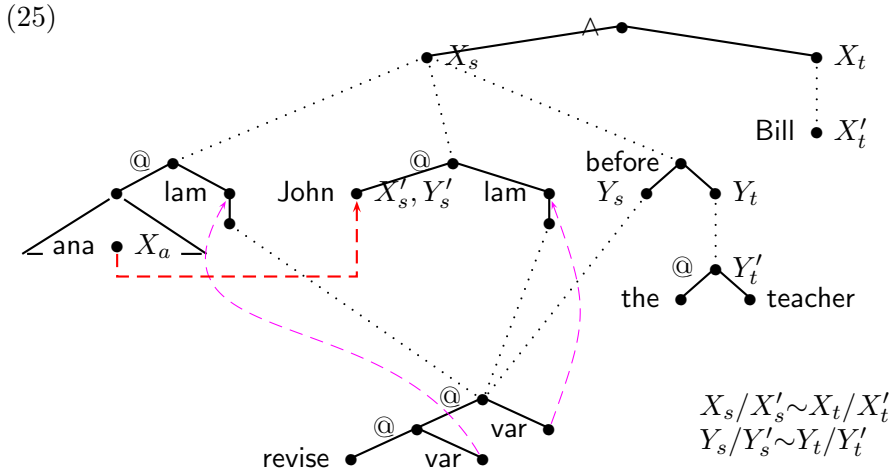 (25)
∧
X_s X_t
Bill X'_t
@ @ before
lam John X'_s, Y'_s lam Y_s Y_t
ana X_a
@ Y'_t
the teacher
@
@ var
revise var
X_s/X'_s∼X_t/X'_t
Y_s/Y'_s∼Y_t/Y'_t